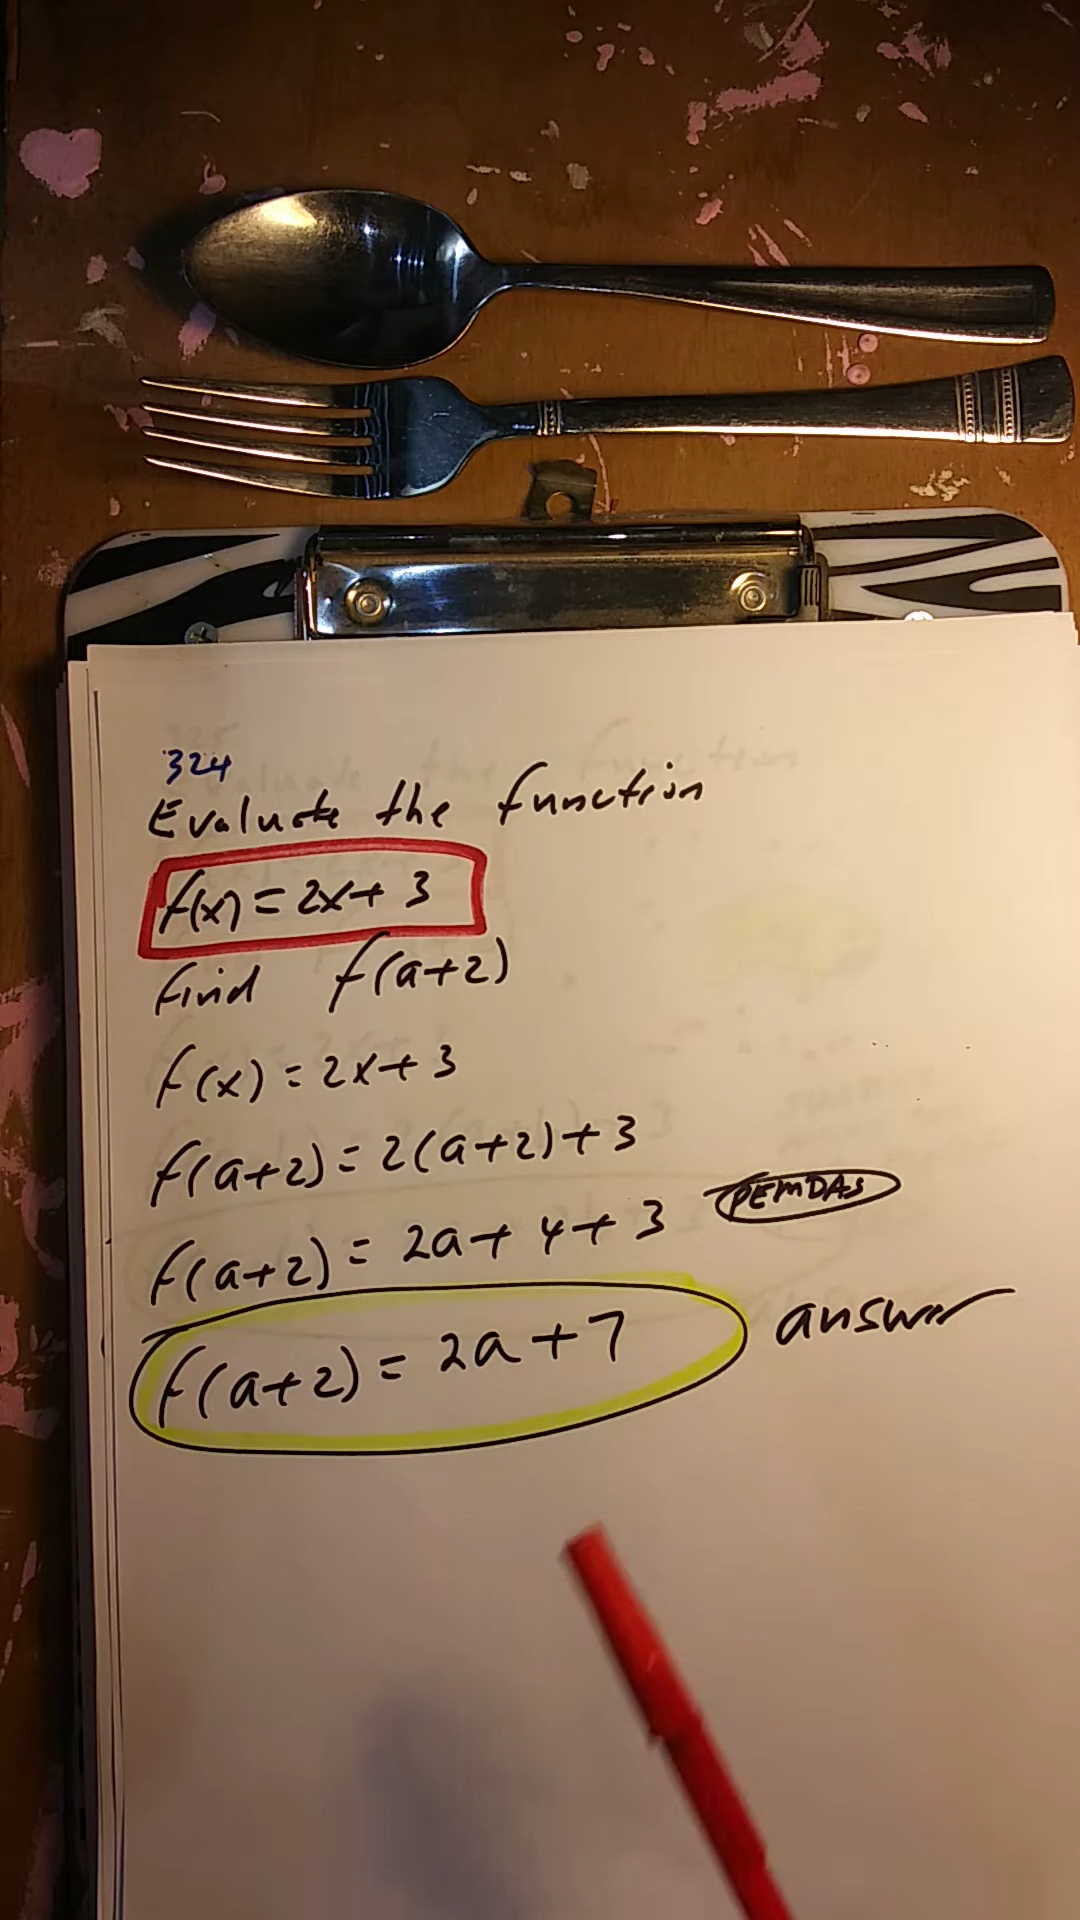 324
Evaluate the function
f(x) = 2x + 3
find f(a+2)
f(x) = 2x + 3
f(a+2) = 2(a+2) + 3
f(a+2) = 2a + 4 + 3 PEMDAS
f(a+2) = 2a + 7 answer